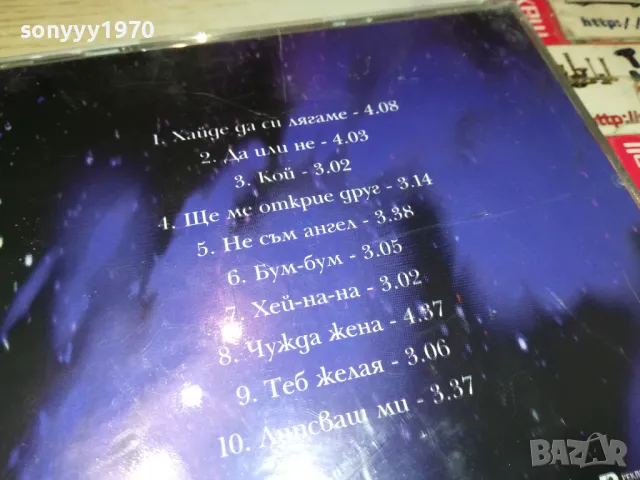 sonyyy1970
http://
http:/
1. Хайде да си лягаме - 4.08
2. Да или не - 4.03
3. Кой - 3.02
4. Ще ме открие друг - 3.14
5. Не съм ангел - 3.38
6. Бум-бум - 3.05
7. Хей-на-на - 3.02
8. Чужда жена - 4.37
9. Теб желая - 3.06
10. Липсваш ми - 3.37
BAZAR